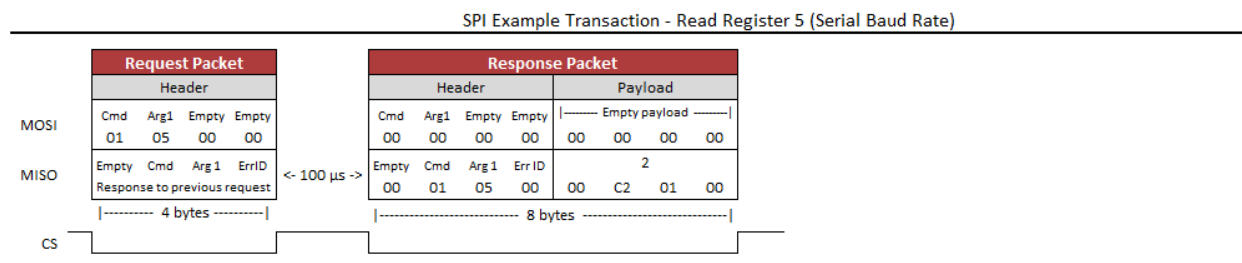 SPI Example Transaction - Read Register 5 (Serial Baud Rate)
Request Packet Response Packet
Header Header Payload
MOSI Cmd Arg1 Empty Empty Cmd Arg1 Empty Empty |--------- Empty payload ---------|
01 05 00 00 00 00 00 00 00 00 00 00
MISO Empty Cmd Arg 1 ErrID <- 100 µs -> Empty Cmd Arg 1 Err ID 2
Response to previous request 00 01 05 00 00 C2 01 00
|---------- 4 bytes ----------| |---------------------------- 8 bytes -----------------------------|
CS